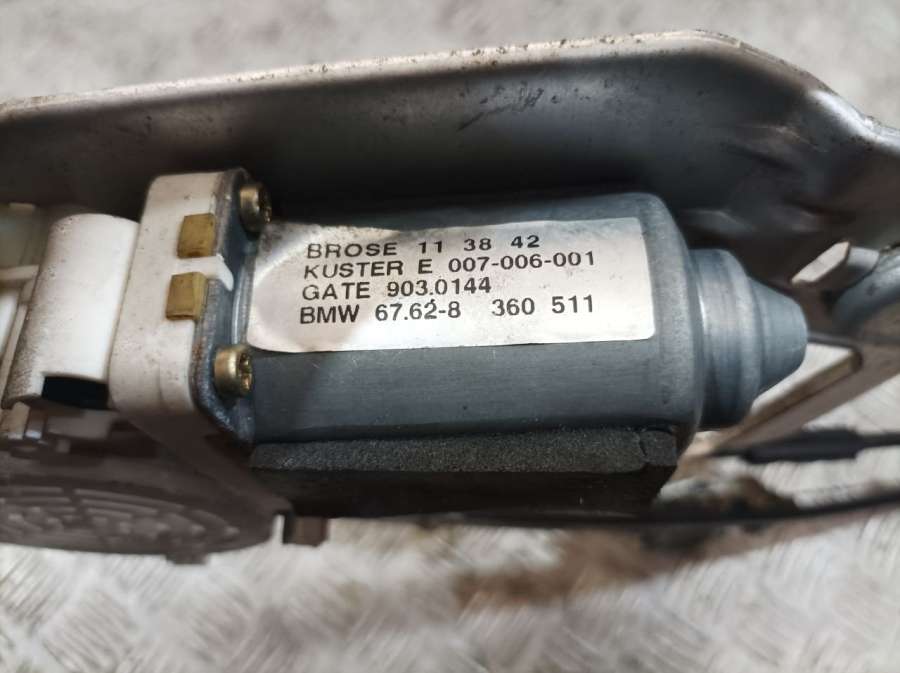 BROSE 11 38 42
KUSTER E 007-006-001
GATE 903.0144
BMW 67.62-8 360 511